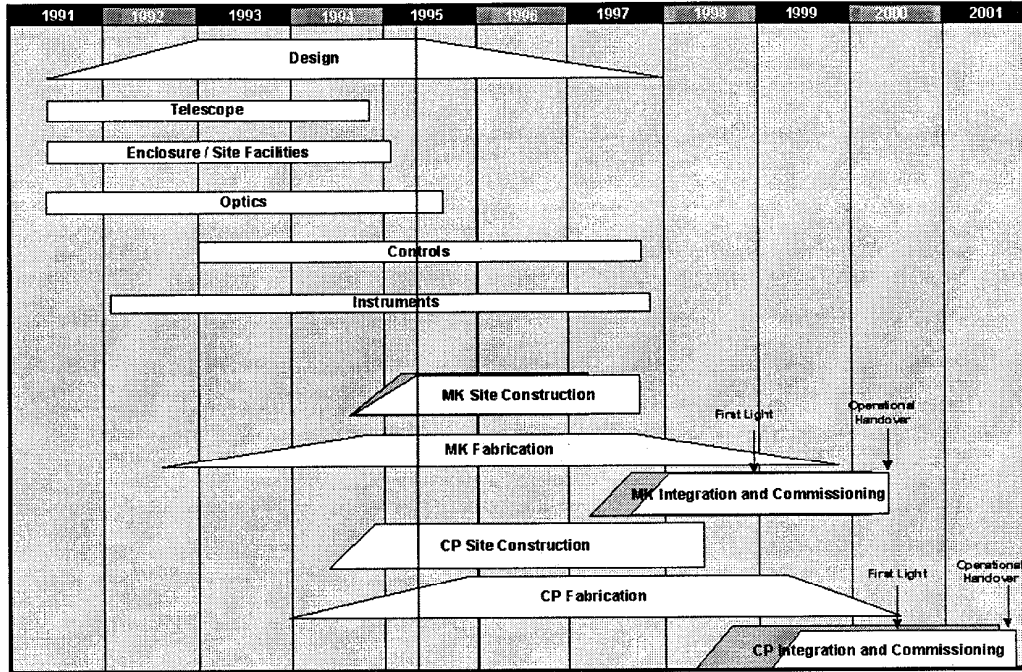 1991 1992 1993 1994 1995 1996 1997 1998 1999 2000 2001
Design
Telescope
Enclosure / Site Facilities
Optics
Controls
Instruments
MK Site Construction
First Light
Operational
Handover
MK Fabrication
MK Integration and Commissioning
CP Site Construction
First Light
Operational
Handover
CP Fabrication
CP Integration and Commissioning